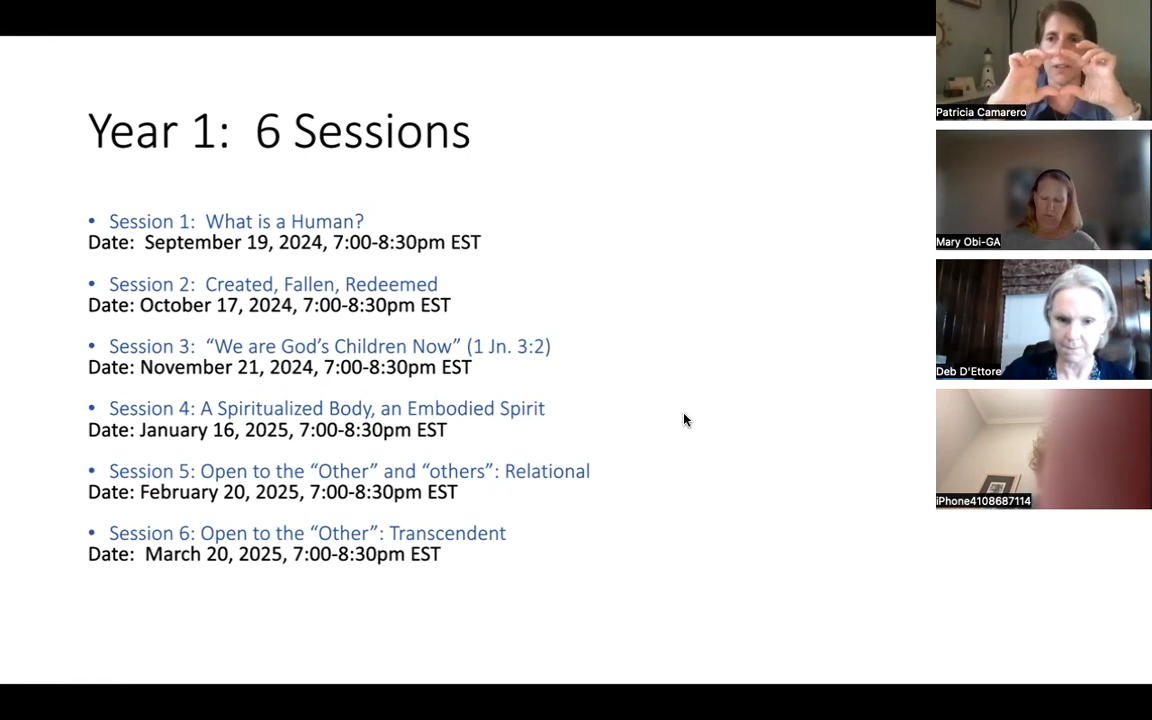 Year 1:  6 Sessions
• Session 1:  What is a Human?
Date:  September 19, 2024, 7:00-8:30pm EST
• Session 2:  Created, Fallen, Redeemed
Date: October 17, 2024, 7:00-8:30pm EST
• Session 3:  “We are God’s Children Now” (1 Jn. 3:2)
Date: November 21, 2024, 7:00-8:30pm EST
• Session 4: A Spiritualized Body, an Embodied Spirit
Date: January 16, 2025, 7:00-8:30pm EST
• Session 5: Open to the “Other” and “others”: Relational
Date: February 20, 2025, 7:00-8:30pm EST
• Session 6: Open to the “Other”: Transcendent
Date:  March 20, 2025, 7:00-8:30pm EST
Patricia Camarero
Mary Obi-GA
Deb D'Ettore
iPhone4108687114